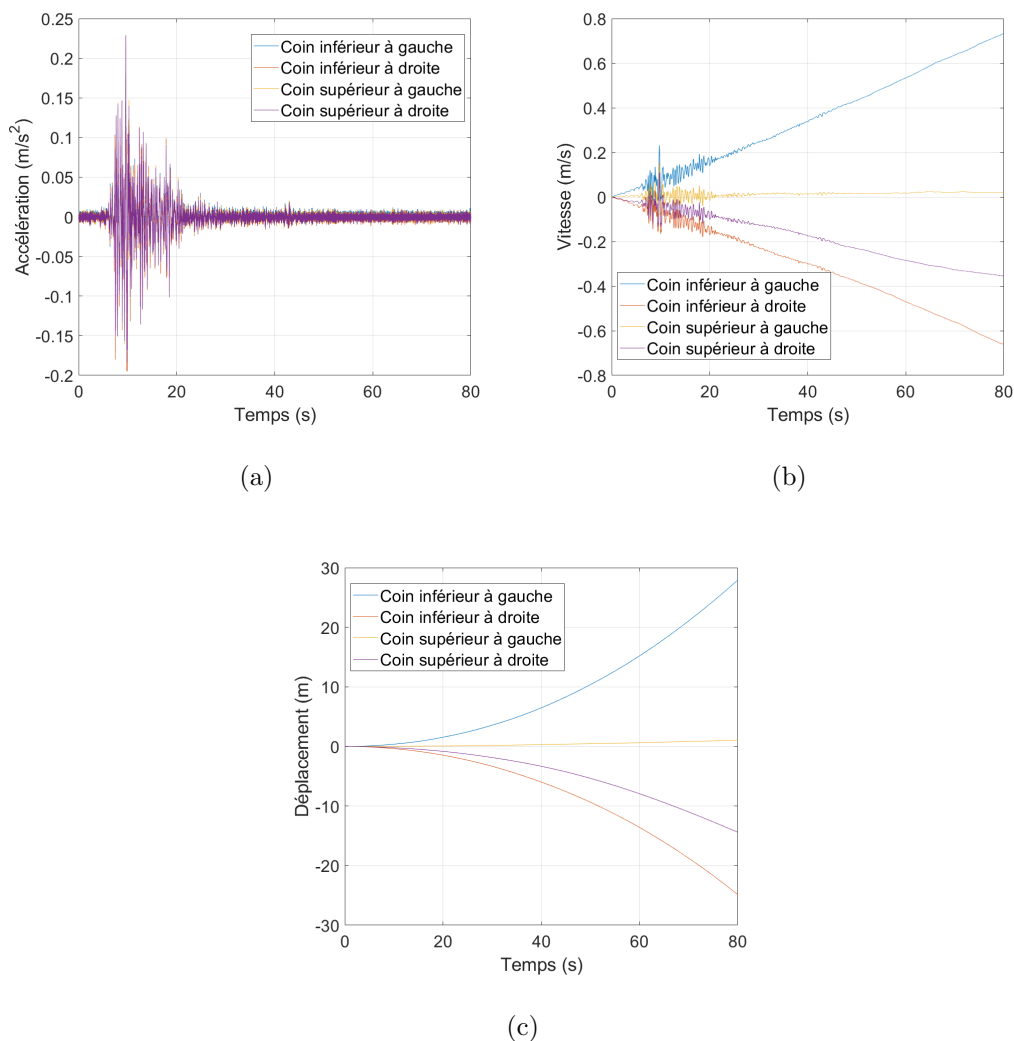 0.25
0.2
0.15
0.1
0.05
0
-0.05
-0.1
-0.15
-0.2
Accélération (m/s2)
Coin inférieur à gauche
Coin inférieur à droite
Coin supérieur à gauche
Coin supérieur à droite
0 20 40 60 80
Temps (s)
(a)
0.8
0.6
0.4
0.2
0
-0.2
-0.4
-0.6
-0.8
Vitesse (m/s)
Coin inférieur à gauche
Coin inférieur à droite
Coin supérieur à gauche
Coin supérieur à droite
0 20 40 60 80
Temps (s)
(b)
30
20
10
0
-10
-20
-30
Déplacement (m)
Coin inférieur à gauche
Coin inférieur à droite
Coin supérieur à gauche
Coin supérieur à droite
0 20 40 60 80
Temps (s)
(c)